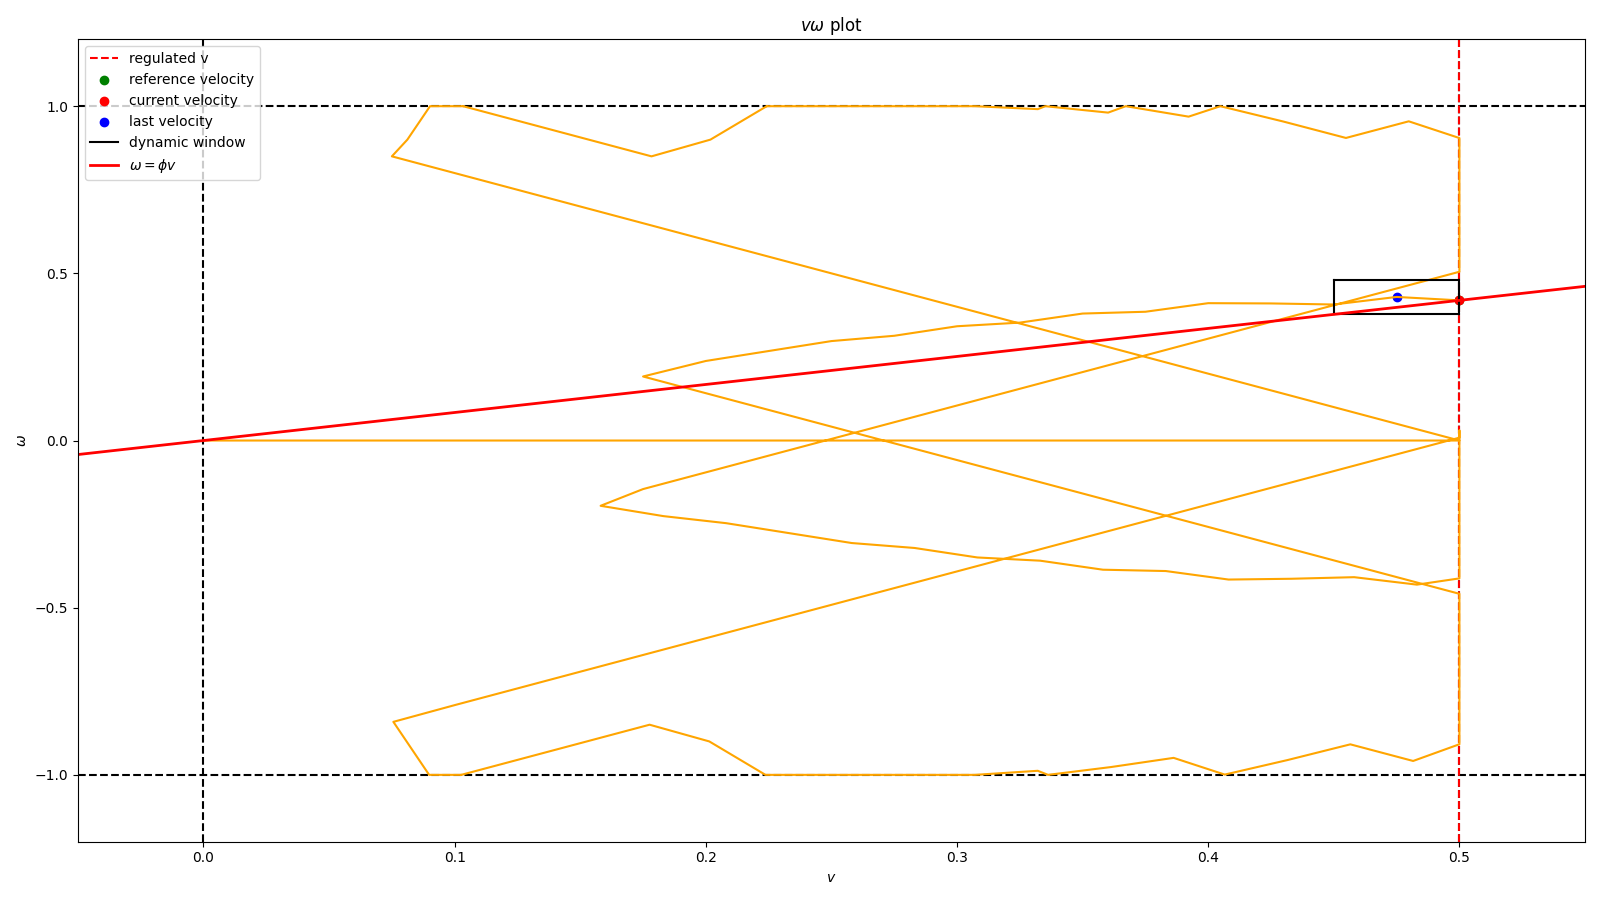 vω plot
regulated v
reference velocity
current velocity
last velocity
dynamic window
ω = ϕv
1.0
0.5
0.0
−0.5
−1.0
ω
0.0 0.1 0.2 0.3 0.4 0.5
v